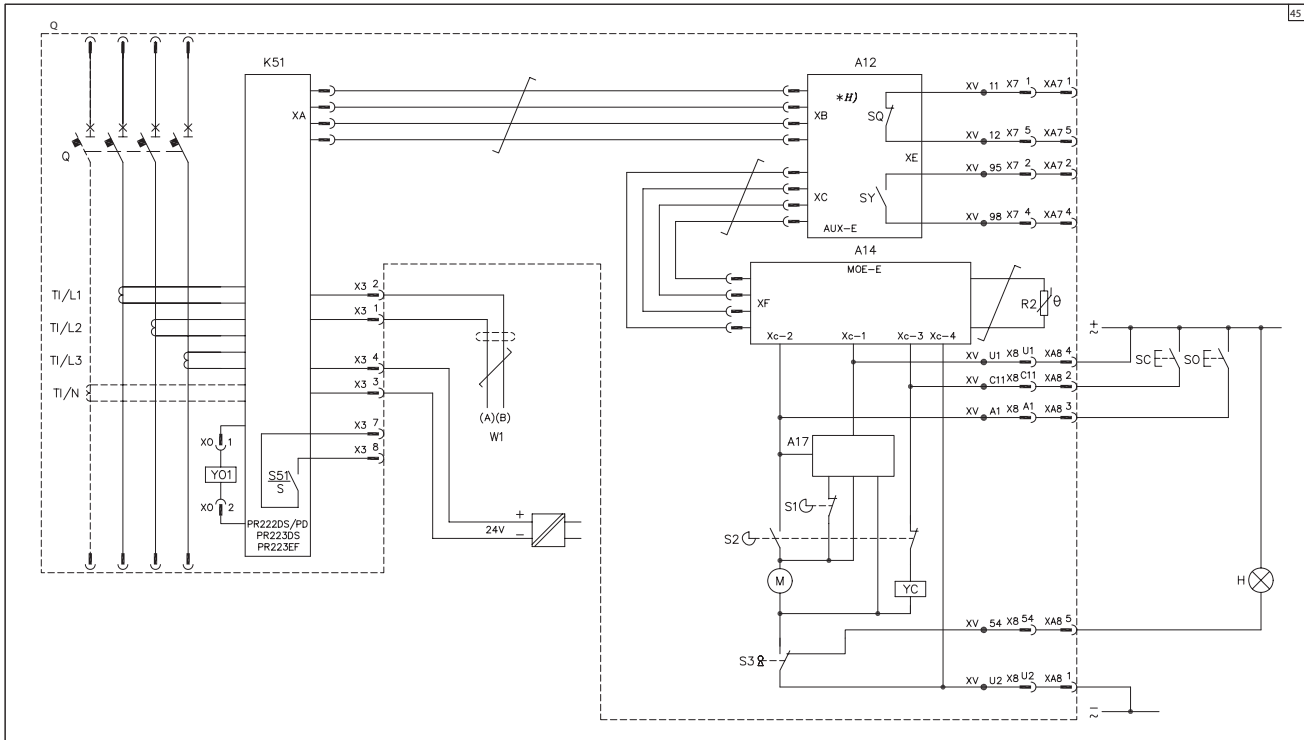 45
Q
K51
A12
XA
*H)
XB
SQ
XE
XC
SY
AUX-E
XV 11 X7 1 XA7 1
XV 12 X7 5 XA7 5
XV 95 X7 2 XA7 2
XV 98 X7 4 XA7 4
Q
A14
MOE-E
XF
R2 θ
Xc-2 Xc-1 Xc-3 Xc-4
TI/L1
TI/L2
TI/L3
TI/N
X3 2
X3 1
X3 4
X3 3
X3 7
X3 8
(A)(B)
W1
+
~
XV U1 X8 U1 XA8 4
XV C11 X8 C11 XA8 2
XV A1 X8 A1 XA8 3
SC
SO
XO 1
YO1
XO 2
S51
S
PR222DS/PD
PR223DS
PR223EF
+
24V
−
A17
S1
S2
M
YC
H
S3
XV 54 X8 54 XA8 5
XV U2 X8 U2 XA8 1
−
~